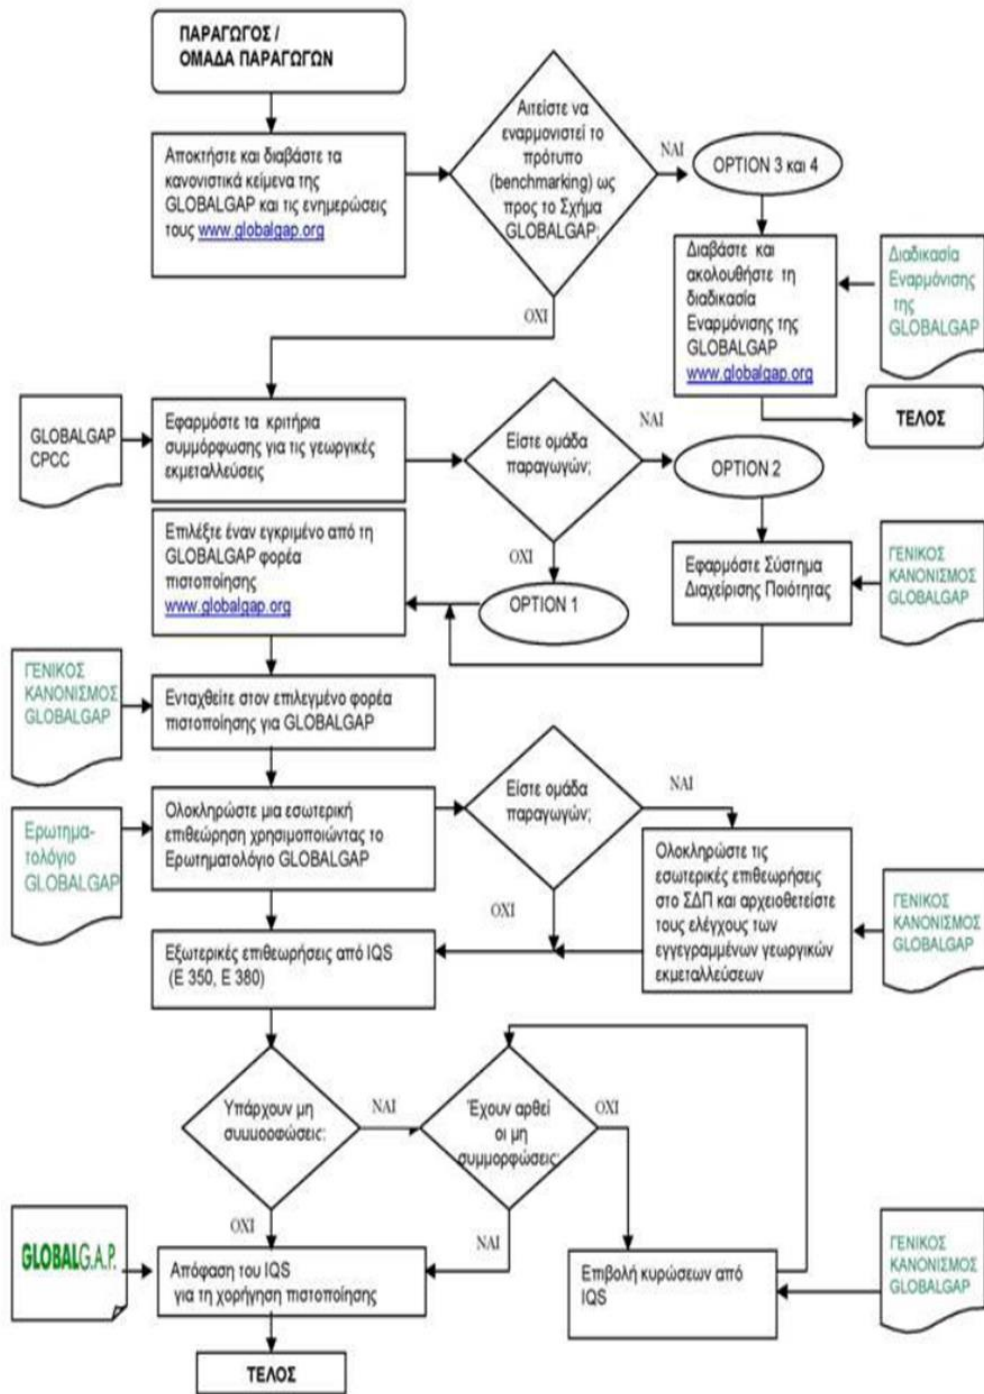 ΠΑΡΑΓΩΓΟΣ /
ΟΜΑΔΑ ΠΑΡΑΓΩΓΩΝ
Αποκτήστε και διαβάστε τα
κανονιστικά κείμενα της
GLOBALGAP και τις ενημερώσεις
τους www.globalgap.org
Αιτείστε να
εναρμονιστεί το
πρότυπο
(benchmarking) ως
προς το Σχήμα
GLOBALGAP;
ΝΑΙ
OPTION 3 και 4
Διαβάστε και
ακολουθήστε τη
διαδικασία
Εναρμόνισης της
GLOBALGAP
www.globalgap.org
Διαδικασία
Εναρμόνισης
της
GLOBALGAP
ΤΕΛΟΣ
ΟΧΙ
GLOBALGAP
CPCC
Εφαρμόστε τα κριτήρια
συμμόρφωσης για τις γεωργικές
εκμεταλλεύσεις
Είστε ομάδα
παραγωγών;
ΝΑΙ
OPTION 2
Εφαρμόστε Σύστημα
Διαχείρισης Ποιότητας
ΓΕΝΙΚΟΣ
ΚΑΝΟΝΙΣΜΟΣ
GLOBALGAP
ΟΧΙ
OPTION 1
Επιλέξτε έναν εγκριμένο από τη
GLOBALGAP φορέα
πιστοποίησης
www.globalgap.org
ΓΕΝΙΚΟΣ
ΚΑΝΟΝΙΣΜΟΣ
GLOBALGAP
Ενταχθείτε στον επιλεγμένο φορέα
πιστοποίησης για GLOBALGAP
Ερωτημα-
τολόγιο
GLOBALGAP
Ολοκληρώστε μια εσωτερική
επιθεώρηση χρησιμοποιώντας το
Ερωτηματολόγιο GLOBALGAP
Είστε ομάδα
παραγωγών;
ΝΑΙ
Ολοκληρώστε τις
εσωτερικές επιθεωρήσεις
στο ΣΔΠ και αρχειοθετείστε
τους ελέγχους των
εγγεγραμμένων γεωργικών
εκμεταλλεύσεων
ΓΕΝΙΚΟΣ
ΚΑΝΟΝΙΣΜΟΣ
GLOBALGAP
ΟΧΙ
Εξωτερικές επιθεωρήσεις από IQS
(Ε 350, Ε 380)
Υπάρχουν μη
συμμορφώσεις;
ΝΑΙ
Έχουν αρθεί
οι μη
συμμορφώσεις;
ΟΧΙ
ΟΧΙ
ΝΑΙ
GLOBALG.A.P.
Απόφαση του IQS
για τη χορήγηση πιστοποίησης
Επιβολή κυρώσεων από
IQS
ΓΕΝΙΚΟΣ
ΚΑΝΟΝΙΣΜΟΣ
GLOBALGAP
ΤΕΛΟΣ